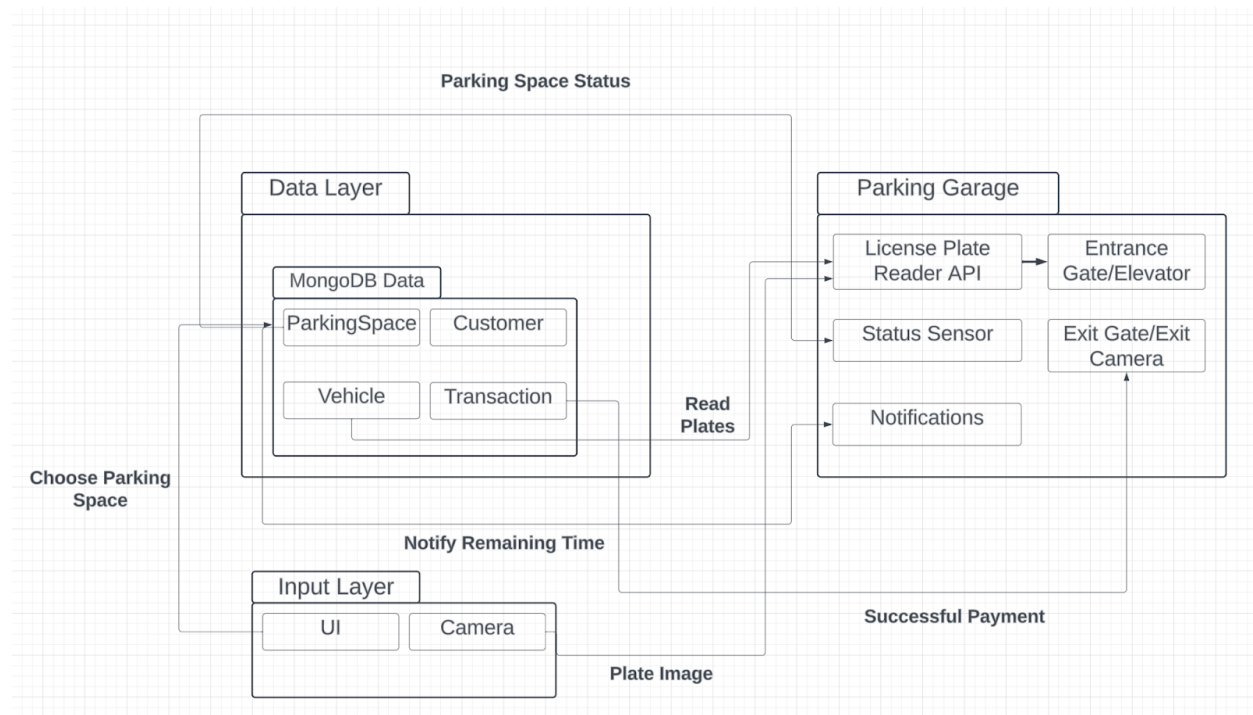 Parking Space Status
Data Layer
Parking Garage
MongoDB Data
ParkingSpace
Customer
Vehicle
Transaction
License Plate
Reader API
Entrance
Gate/Elevator
Status Sensor
Exit Gate/Exit
Camera
Notifications
Read
Plates
Choose Parking
Space
Notify Remaining Time
Input Layer
UI
Camera
Successful Payment
Plate Image